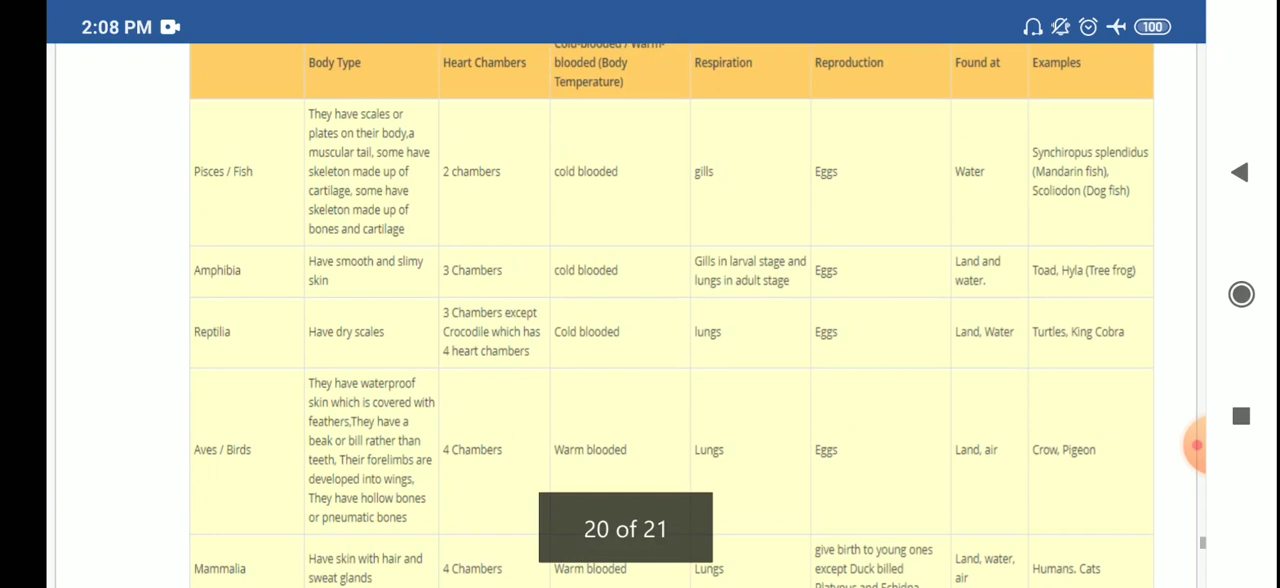 2:08 PM
100
Cold-blooded / Warm-
Body Type
Heart Chambers
blooded (Body
Respiration
Reproduction
Found at
Examples
Temperature)
They have scales or
plates on their body,a
muscular tail, some have
skeleton made up of
cartilage, some have
skeleton made up of
bones and cartilage
Pisces / Fish
2 chambers
cold blooded
gills
Eggs
Water
Synchiropus splendidus
(Mandarin fish),
Scoliodon (Dog fish)
Amphibia
Have smooth and slimy
skin
3 Chambers
cold blooded
Gills in larval stage and
lungs in adult stage
Eggs
Land and
water.
Toad, Hyla (Tree frog)
Reptilia
Have dry scales
3 Chambers except
Crocodile which has
4 heart chambers
Cold blooded
lungs
Eggs
Land, Water
Turtles, King Cobra
Aves / Birds
They have waterproof
skin which is covered with
feathers,They have a
beak or bill rather than
teeth, Their forelimbs are
developed into wings,
They have hollow bones
or pneumatic bones
4 Chambers
Warm blooded
Lungs
Eggs
Land, air
Crow, Pigeon
20 of 21
Mammalia
Have skin with hair and
sweat glands
4 Chambers
Warm blooded
Lungs
give birth to young ones
except Duck billed
Platypus and Echidna
Land, water,
air
Humans. Cats